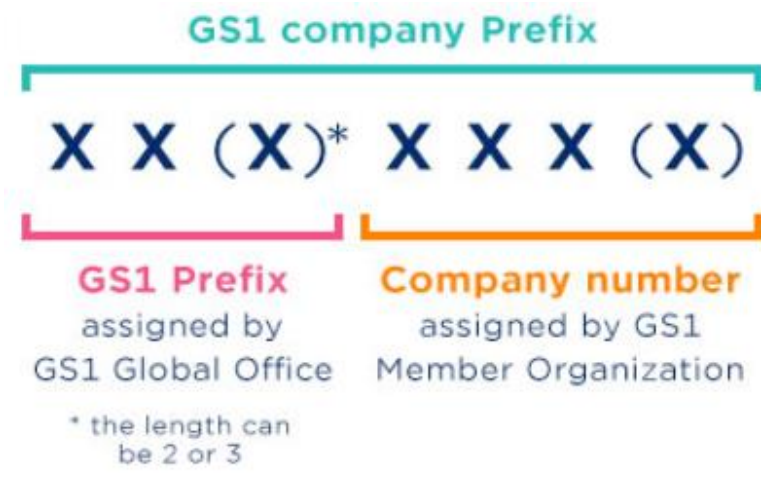 GS1 company Prefix
X X (X)* X X X (X)
GS1 Prefix
assigned by
GS1 Global Office
* the length can
be 2 or 3
Company number
assigned by GS1
Member Organization